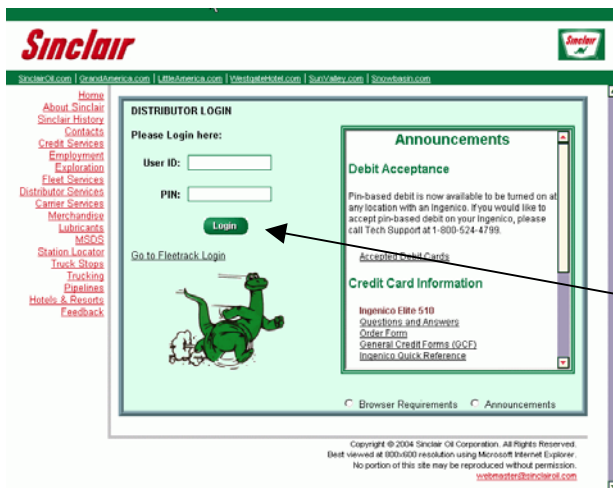 Sinclair
Sinclair
SinclairOil.com | GrandAmerica.com | LittleAmerica.com | WestgateHotel.com | SunValley.com | Snowbasin.com
Home
About Sinclair
Sinclair History
Contacts
Credit Services
Employment
Exploration
Fleet Services
Distributor Services
Carrier Services
Merchandise
Lubricants
MSDS
Station Locator
Truck Stops
Trucking
Pipelines
Hotels & Resorts
Feedback
DISTRIBUTOR LOGIN
Please Login here:
User ID:
PIN:
Login
Go to Fleetrack Login
Announcements
Debit Acceptance
Pin-based debit is now available to be turned on at
any location with an Ingenico. If you would like to
accept pin-based debit on your Ingenico, please
call Tech Support at 1-800-524-4799.
Accepted Debit Cards
Credit Card Information
Ingenico Elite 510
Questions and Answers
Order Form
General Credit Forms (GCF)
Ingenico Quick Reference
Browser Requirements
Announcements
Copyright © 2004 Sinclair Oil Corporation. All Rights Reserved.
Best viewed at 800x600 resolution using Microsoft Internet Explorer.
No portion of this site may be reproduced without permission.
webmaster@sinclairoil.com